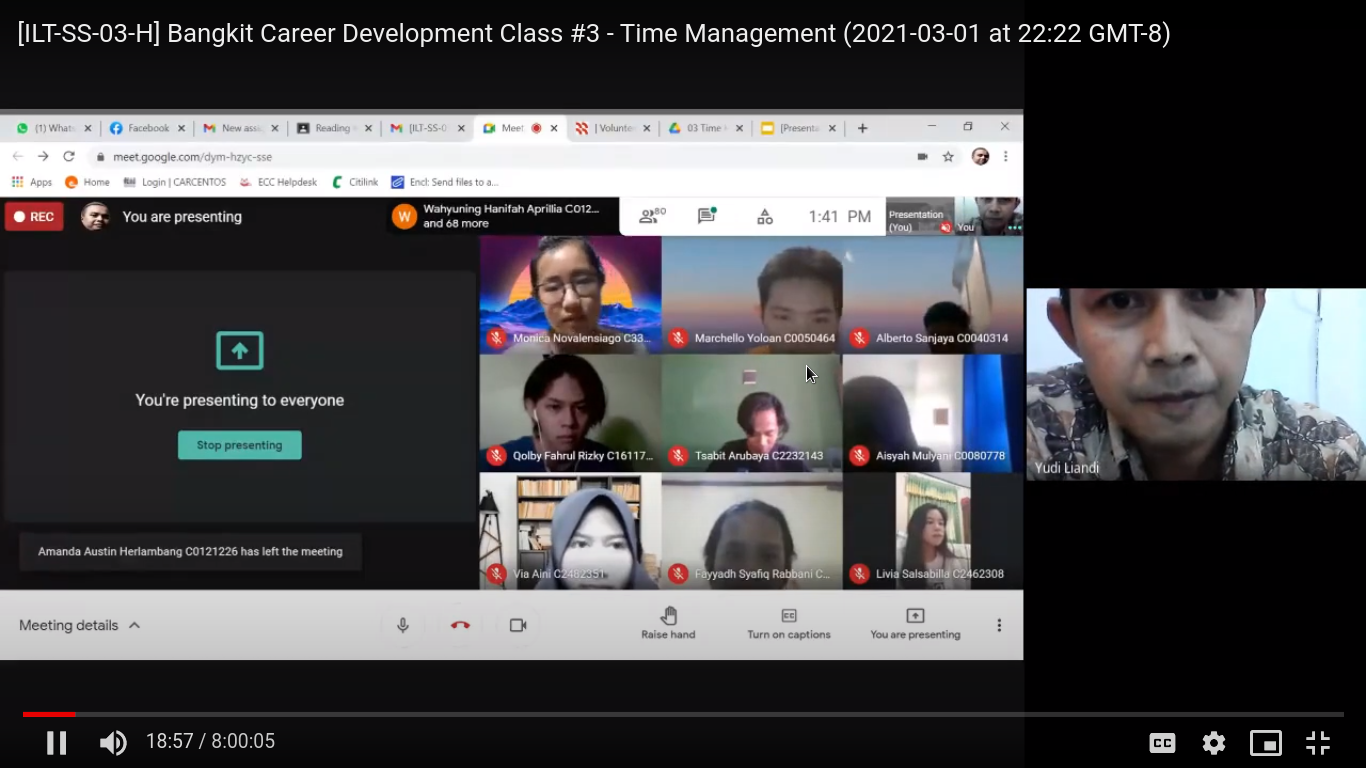 [ILT-SS-03-H] Bangkit Career Development Class #3 - Time Management (2021-03-01 at 22:22 GMT-8)
(1) Whats
Facebook
New assi
Reading
[ILT-SS-0
Meet
| Volunte
03 Time
[Presenta
meet.google.com/dym-hzyc-sse
Apps
Home
Login | CARCENTOS
ECC Helpdesk
Citilink
Encl: Send files to a...
REC
You are presenting
W
Wahyuning Hanifah Aprillia C012...
and 68 more
80
1:41 PM
Presentation
(You)
You
Monica Novalensiago C33...
Marchello Yoloan C0050464
Alberto Sanjaya C0040314
You're presenting to everyone
Stop presenting
Qolby Fahrul Rizky C16117...
Tsabit Arubaya C2232143
Aisyah Mulyani C0080778
Yudi Liandi
Amanda Austin Herlambang C0121226 has left the meeting
Via Aini C2482351
Fayyadh Syafiq Rabbani C...
Livia Salsabilla C2462308
Meeting details
Raise hand
CC
Turn on captions
You are presenting
18:57 / 8:00:05
CC